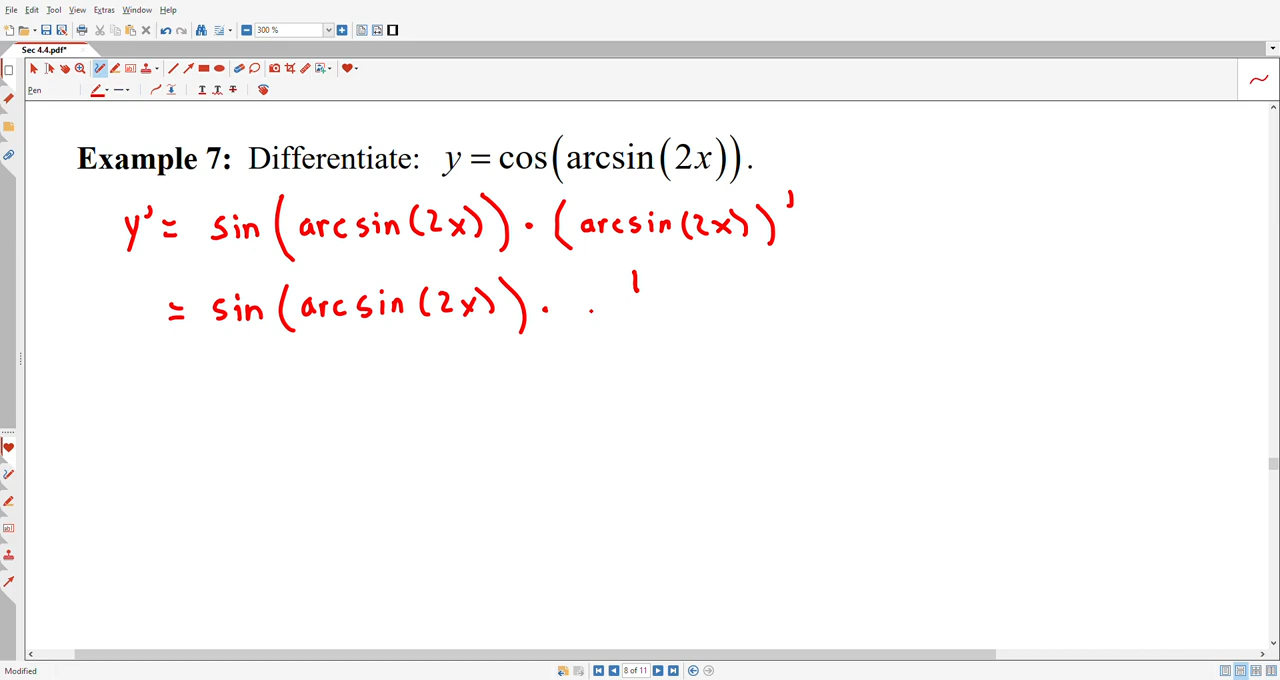 File Edit Tool View Extras Window Help
300 %
Sec 4.4.pdf*
Pen
Example 7: Differentiate: y = cos(arcsin(2x)).
y' = sin(arcsin(2x)) · (arcsin(2x))'
= sin(arcsin(2x)) · . 1
Modified
8 of 11